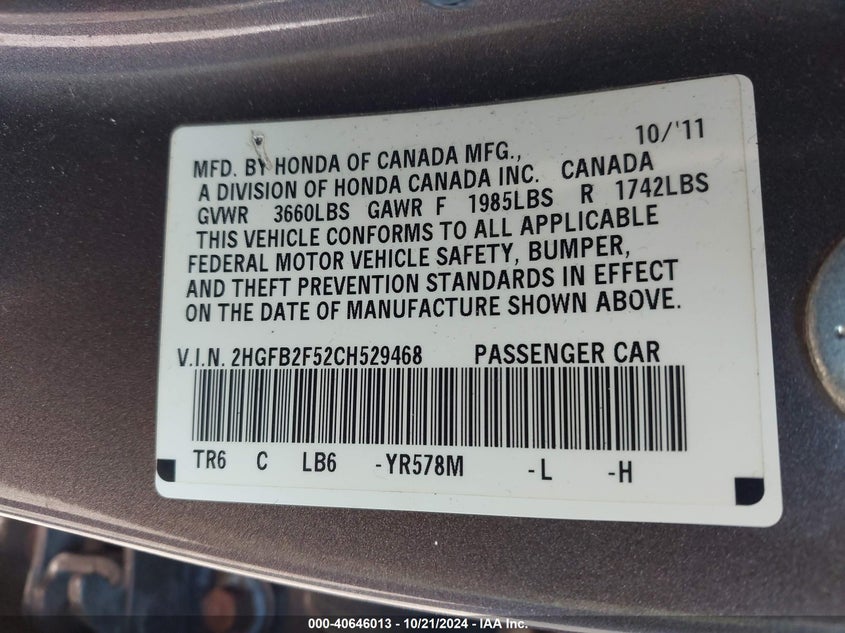 10/'11
MFD. BY HONDA OF CANADA MFG.,
A DIVISION OF HONDA CANADA INC. CANADA
GVWR 3660LBS GAWR F 1985LBS R 1742LBS
THIS VEHICLE CONFORMS TO ALL APPLICABLE
FEDERAL MOTOR VEHICLE SAFETY, BUMPER,
AND THEFT PREVENTION STANDARDS IN EFFECT
ON THE DATE OF MANUFACTURE SHOWN ABOVE.
V.I.N. 2HGFB2F52CH529468 PASSENGER CAR
TR6 C LB6 -YR578M -L -H
000-40646013 - 10/21/2024 - IAA Inc.